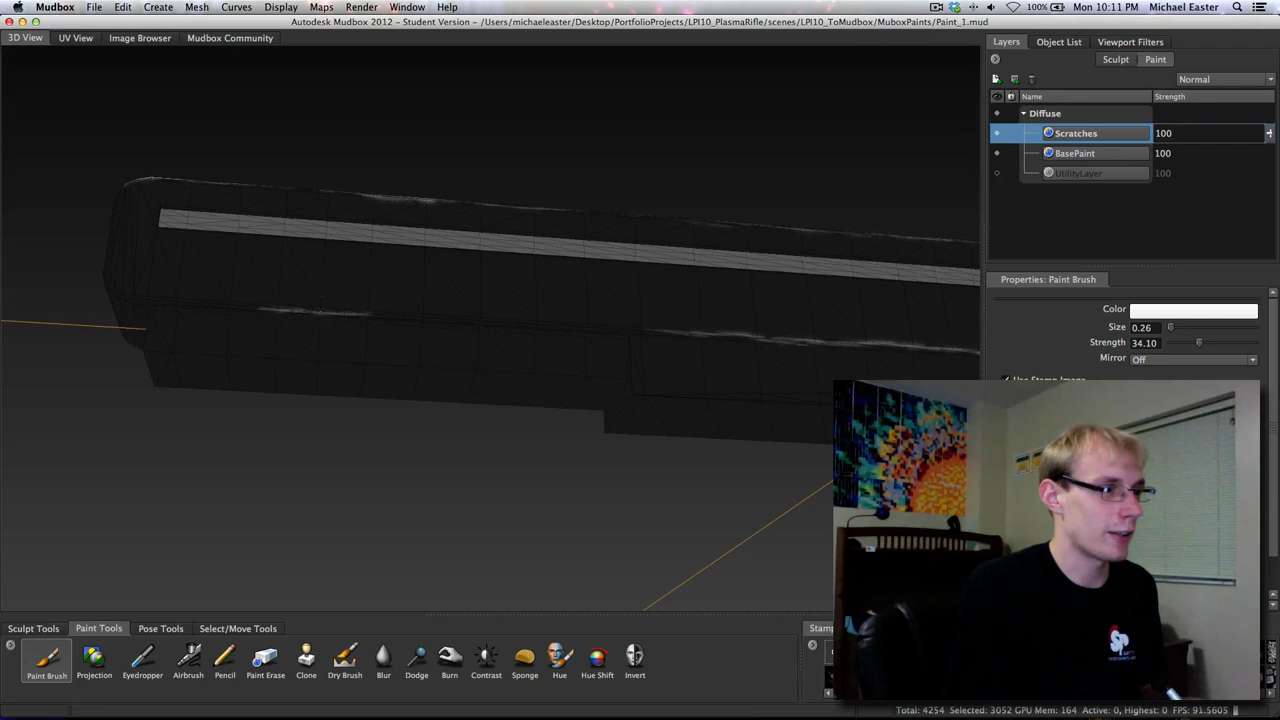 Mudbox File Edit Create Mesh Curves Display Maps Render Window Help 100% Mon 10:11 PM Michael Easter
Autodesk Mudbox 2012 - Student Version - /Users/michaeleaster/Desktop/PortfolioProjects/LPI10_PlasmaRifle/scenes/LPI10_ToMudbox/MuboxPaints/Paint_1.mud
3D View UV View Image Browser Mudbox Community
Layers Object List Viewport Filters
Sculpt Paint
Normal
Name Strength
Diffuse
Scratches 100
BasePaint 100
UtilityLayer 100
Properties: Paint Brush
Color
Size 0.26
Strength 34.10
Mirror Off
Use Stamp Image
Sculpt Tools Paint Tools Pose Tools Select/Move Tools
Paint Brush Projection Eyedropper Airbrush Pencil Paint Erase Clone Dry Brush Blur Dodge Burn Contrast Sponge Hue Hue Shift Invert
Total: 4254 Selected: 3052 GPU Mem: 164 Active: 0, Highest: 0 FPS: 91.5605